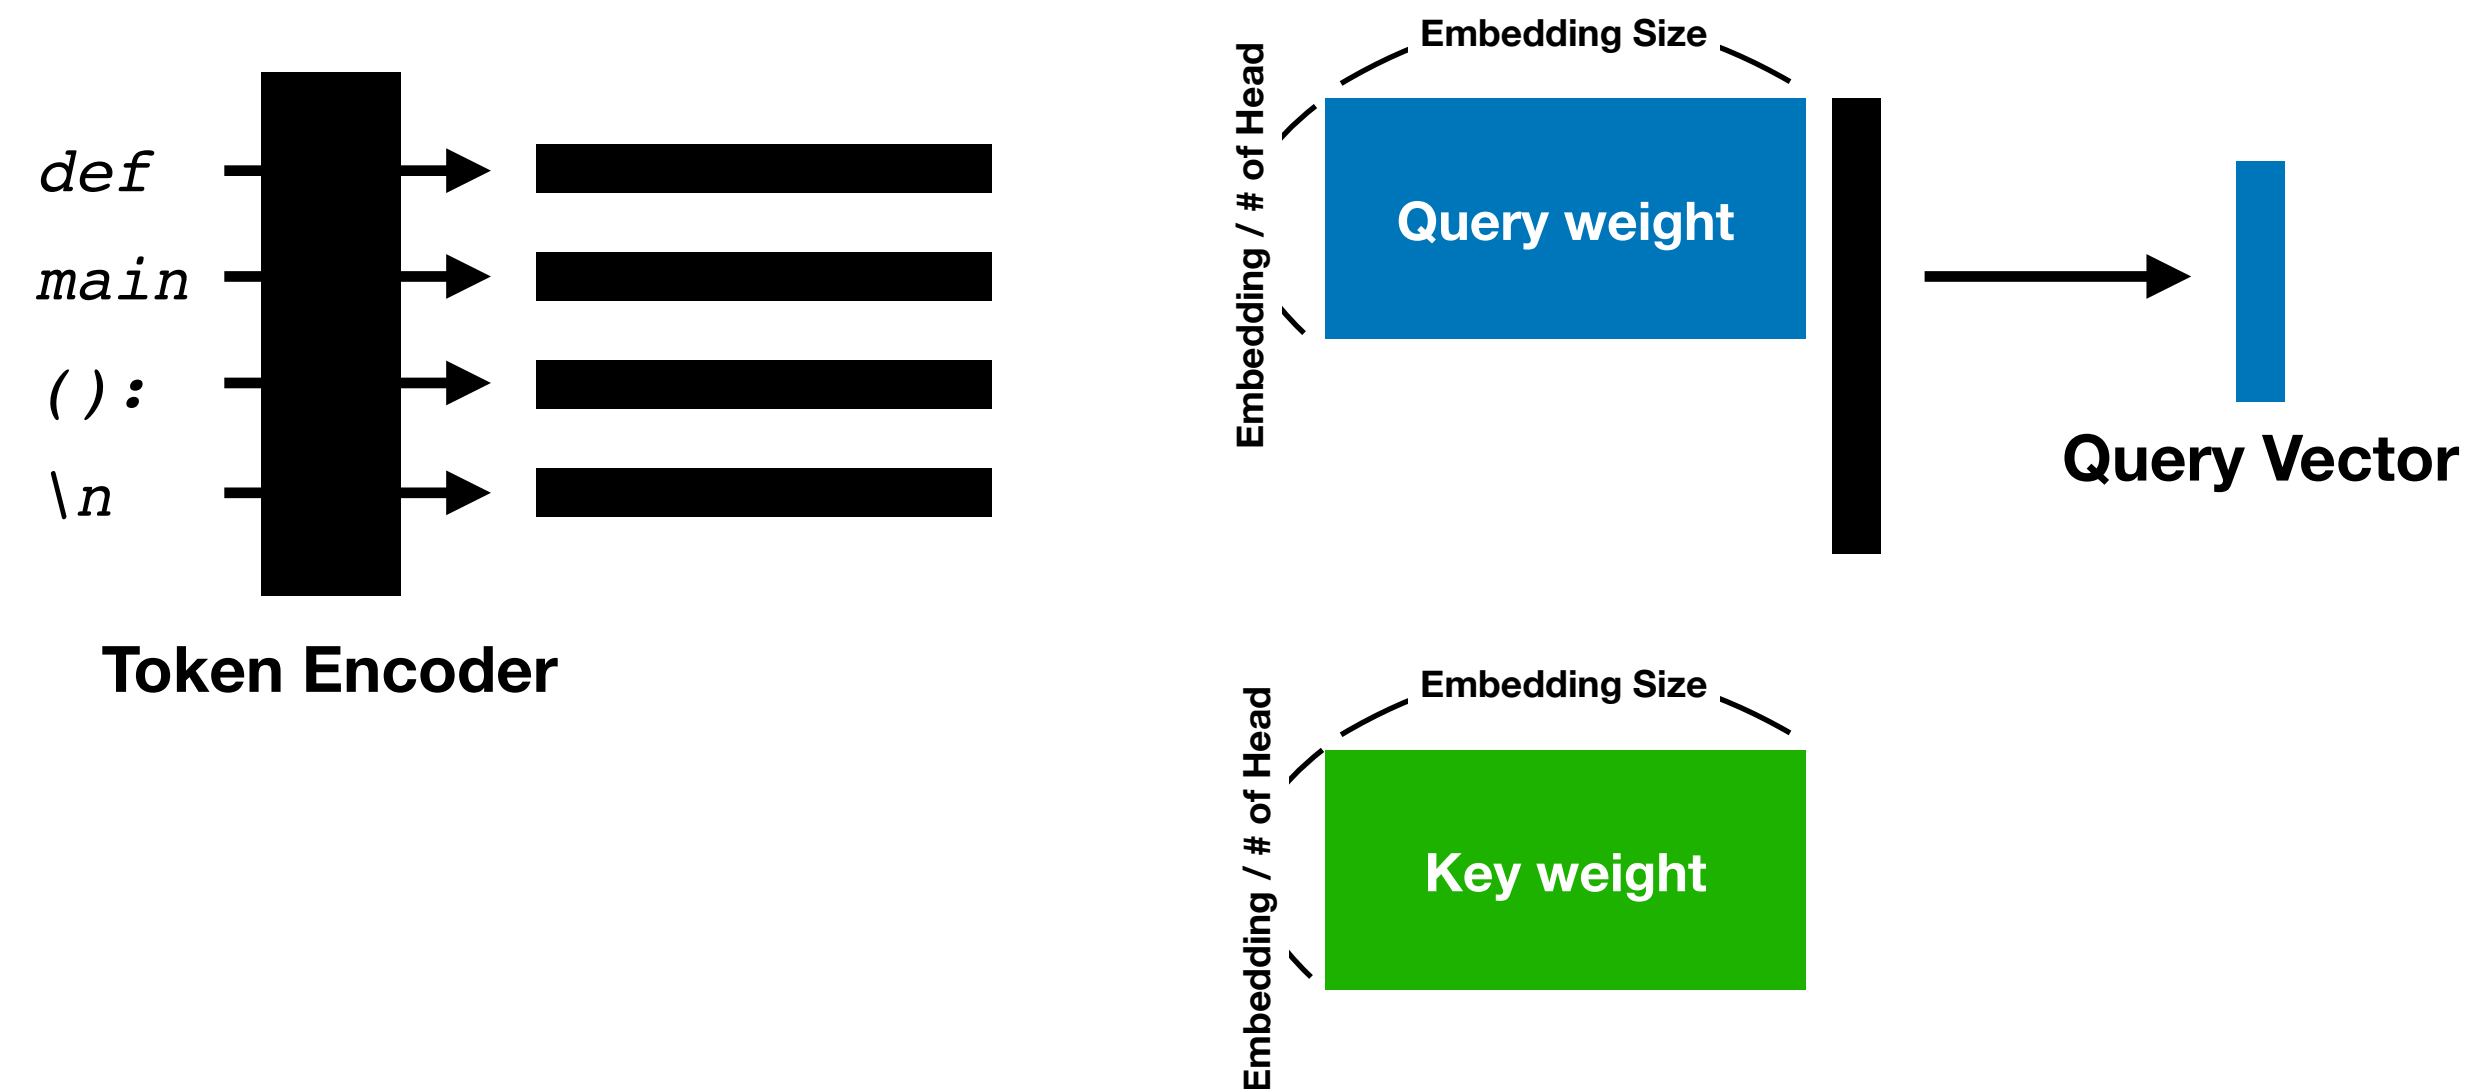 def
main
():
\n
Token Encoder
Embedding Size
Embedding / # of Head
Query weight
Query Vector
Embedding Size
Embedding / # of Head
Key weight